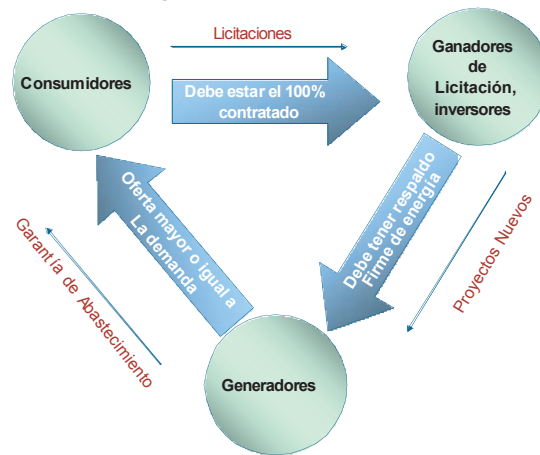 Licitaciones
Consumidores
Debe estar el 100%
contratado
Ganadores
de
Licitación,
inversores
Debe tener respaldo
Firme de energía
Proyectos Nuevos
Oferta mayor o igual a
La demanda
Garantía de Abastecimiento
Generadores